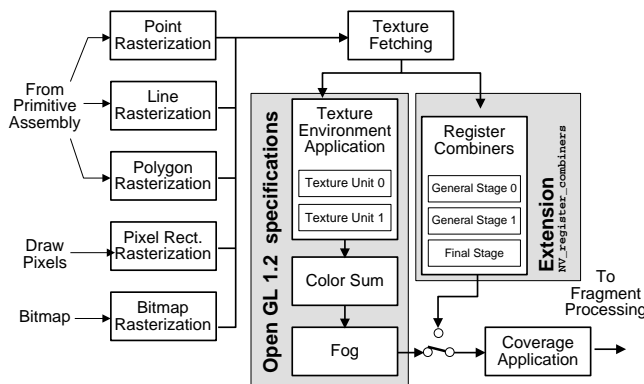 Point
Rasterization
Texture
Fetching
From
Primitive
Assembly
Line
Rasterization
Polygon
Rasterization
Draw
Pixels
Pixel Rect.
Rasterization
Bitmap
Bitmap
Rasterization
Open GL 1.2 specifications
Texture
Environment
Application
Texture Unit 0
Texture Unit 1
Color Sum
Fog
Register
Combiners
General Stage 0
General Stage 1
Final Stage
Extension
NV_register_combiners
To
Fragment
Processing
Coverage
Application